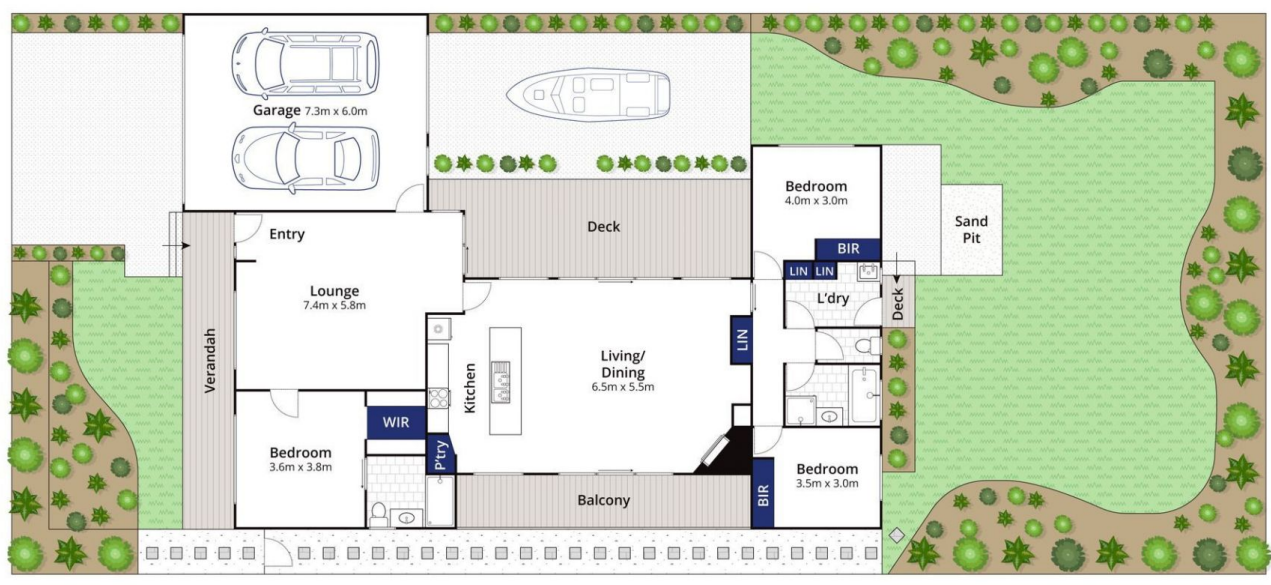 Garage 7.3m x 6.0m
Entry
Lounge
7.4m x 5.8m
Verandah
Deck
Bedroom
4.0m x 3.0m
BIR
Sand
Pit
LIN
LIN
L'dry
Deck
LIN
Living/
Dining
6.5m x 5.5m
Kitchen
P'try
WIR
Bedroom
3.6m x 3.8m
Balcony
BIR
Bedroom
3.5m x 3.0m